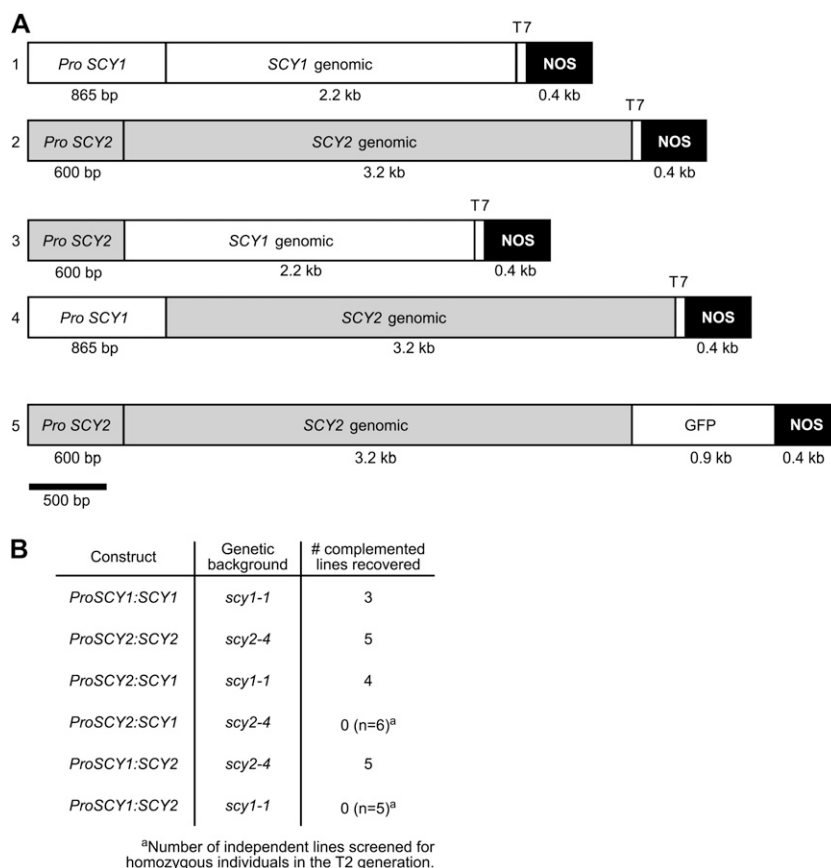 A
T7
1 Pro SCY1 SCY1 genomic NOS
865 bp 2.2 kb 0.4 kb
T7
2 Pro SCY2 SCY2 genomic NOS
600 bp 3.2 kb 0.4 kb
T7
3 Pro SCY2 SCY1 genomic NOS
600 bp 2.2 kb 0.4 kb
T7
4 Pro SCY1 SCY2 genomic NOS
865 bp 3.2 kb 0.4 kb
5 Pro SCY2 SCY2 genomic GFP NOS
600 bp 3.2 kb 0.9 kb 0.4 kb
500 bp
B
Construct Genetic background # complemented lines recovered
ProSCY1:SCY1 scy1-1 3
ProSCY2:SCY2 scy2-4 5
ProSCY2:SCY1 scy1-1 4
ProSCY2:SCY1 scy2-4 0 (n=6)a
ProSCY1:SCY2 scy2-4 5
ProSCY1:SCY2 scy1-1 0 (n=5)a
aNumber of independent lines screened for
homozygous individuals in the T2 generation.